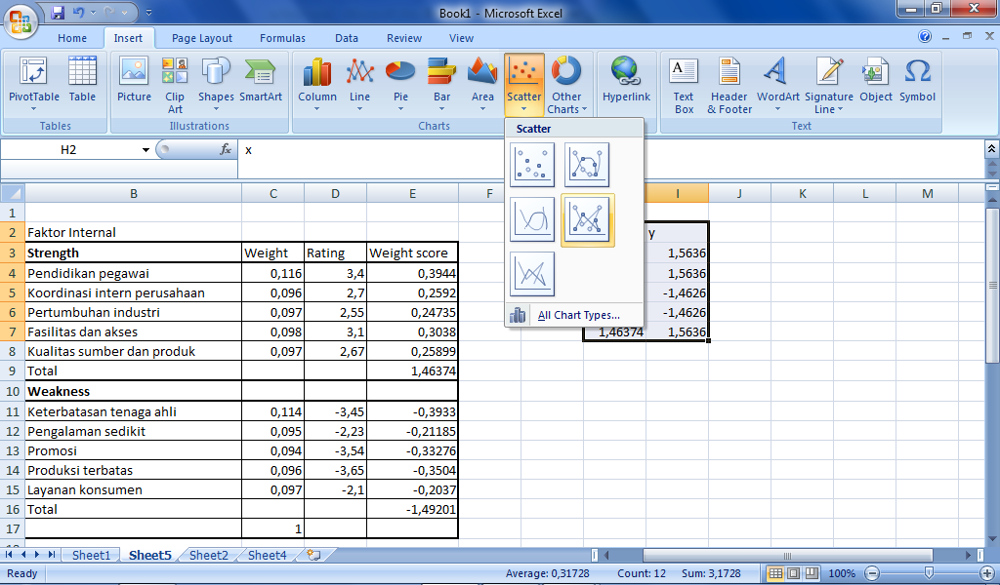 Book1 - Microsoft Excel
Home Insert Page Layout Formulas Data Review View
PivotTable Table Picture Clip Art Shapes SmartArt Column Line Pie Bar Area Scatter Other Charts Hyperlink Text Box Header & Footer WordArt Signature Line Object Symbol
Tables Illustrations Charts Text
H2 fx x
Scatter
All Chart Types...
B C D E F I J K L M
1
2 Faktor Internal y
3 Strength Weight Rating Weight score 1,5636
4 Pendidikan pegawai 0,116 3,4 0,3944 1,5636
5 Koordinasi intern perusahaan 0,096 2,7 0,2592 -1,4626
6 Pertumbuhan industri 0,097 2,55 0,24735 -1,4626
7 Fasilitas dan akses 0,098 3,1 0,3038 1,46374 1,5636
8 Kualitas sumber dan produk 0,097 2,67 0,25899
9 Total 1,46374
10 Weakness
11 Keterbatasan tenaga ahli 0,114 -3,45 -0,3933
12 Pengalaman sedikit 0,095 -2,23 -0,21185
13 Promosi 0,094 -3,54 -0,33276
14 Produksi terbatas 0,096 -3,65 -0,3504
15 Layanan konsumen 0,097 -2,1 -0,2037
16 Total -1,49201
17 1
Sheet1 Sheet5 Sheet2 Sheet4
Ready Average: 0,31728 Count: 12 Sum: 3,1728 100%